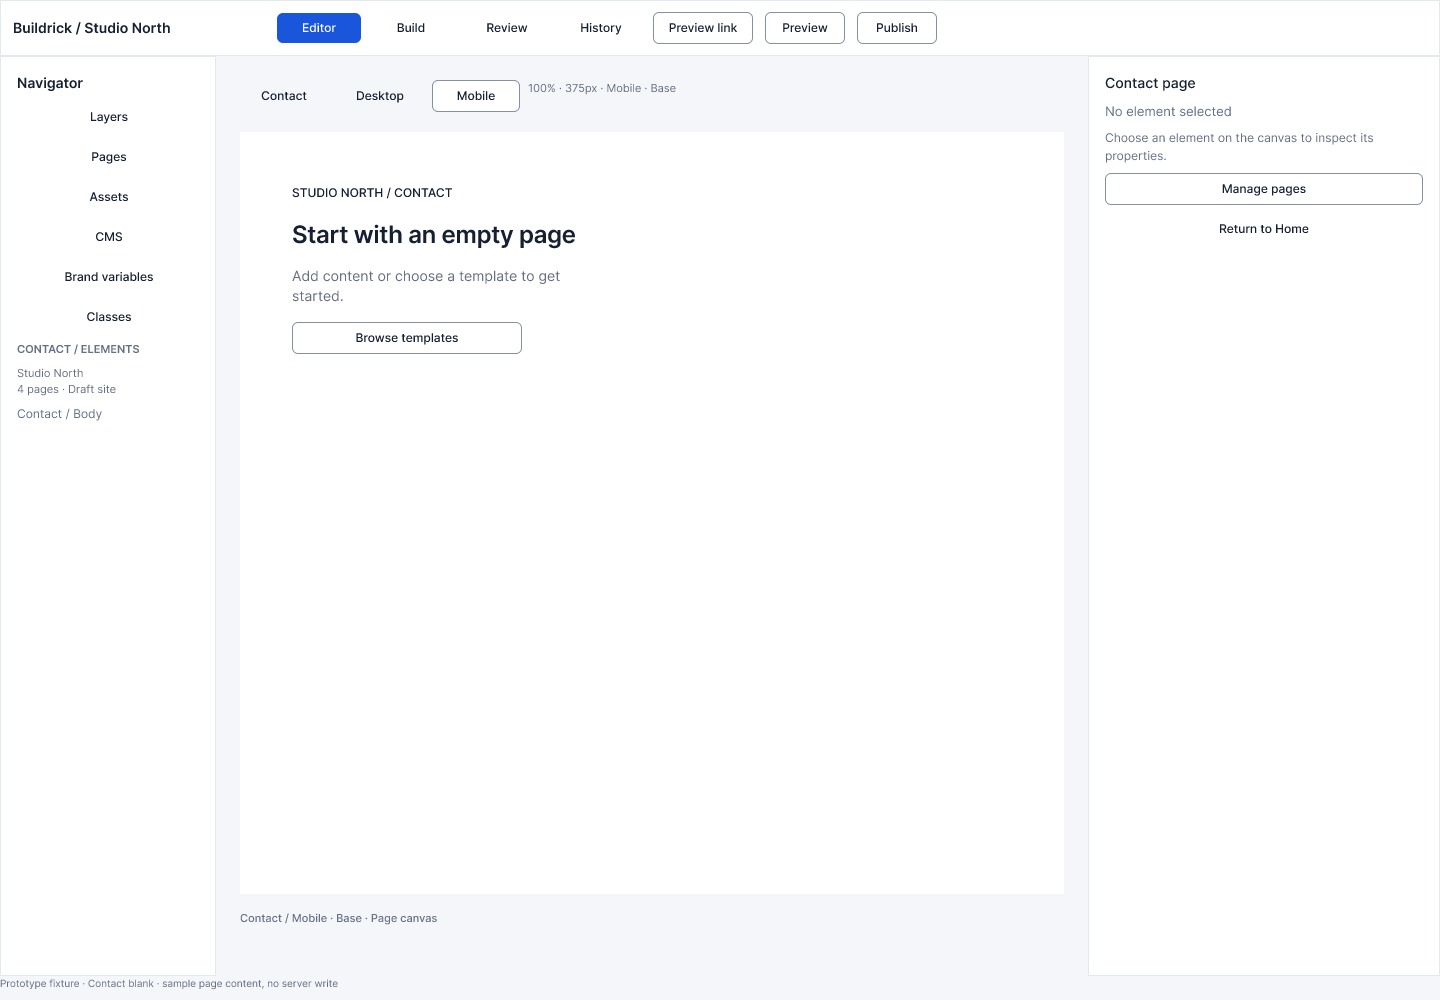 Buildrick / Studio North
Editor
Build
Review
History
Preview link
Preview
Publish
Navigator
Layers
Pages
Assets
CMS
Brand variables
Classes
CONTACT / ELEMENTS
Studio North
4 pages · Draft site
Contact / Body
Contact
Desktop
Mobile
100% · 375px · Mobile · Base
STUDIO NORTH / CONTACT
Start with an empty page
Add content or choose a template to get
started.
Browse templates
Contact / Mobile · Base · Page canvas
Contact page
No element selected
Choose an element on the canvas to inspect its
properties.
Manage pages
Return to Home
Prototype fixture · Contact blank · sample page content, no server write